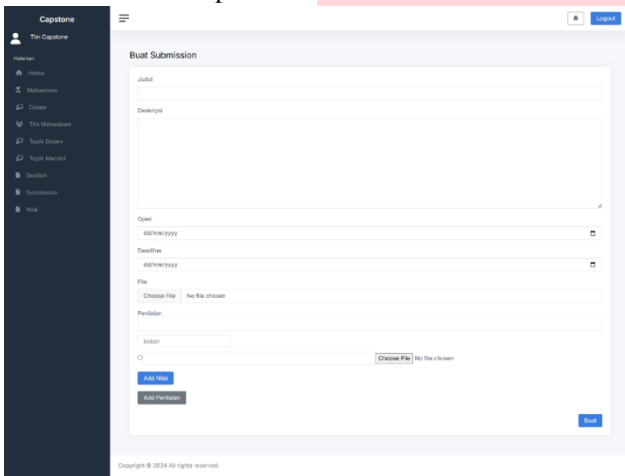 Capstone
Logout
Tim Capstone
Halaman
Home
Mahasiswa
Dosen
Tim Mahasiswa
Topik Dosen
Topik Mandiri
Section
Submission
Nilai
Buat Submission
Judul
Deskripsi
Open
dd/mm/yyyy
Deadline
dd/mm/yyyy
File
Choose File No file chosen
Penilaian
bobot
Choose File No file chosen
Add Nilai
Add Penilaian
Buat
Copyright © 2024 All rights reserved.